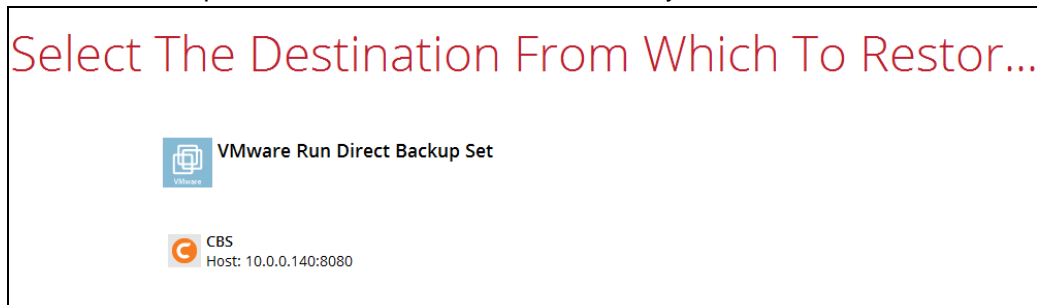 Select The Destination From Which To Restor...
VMware Run Direct Backup Set
VMware
CBS
Host: 10.0.0.140:8080